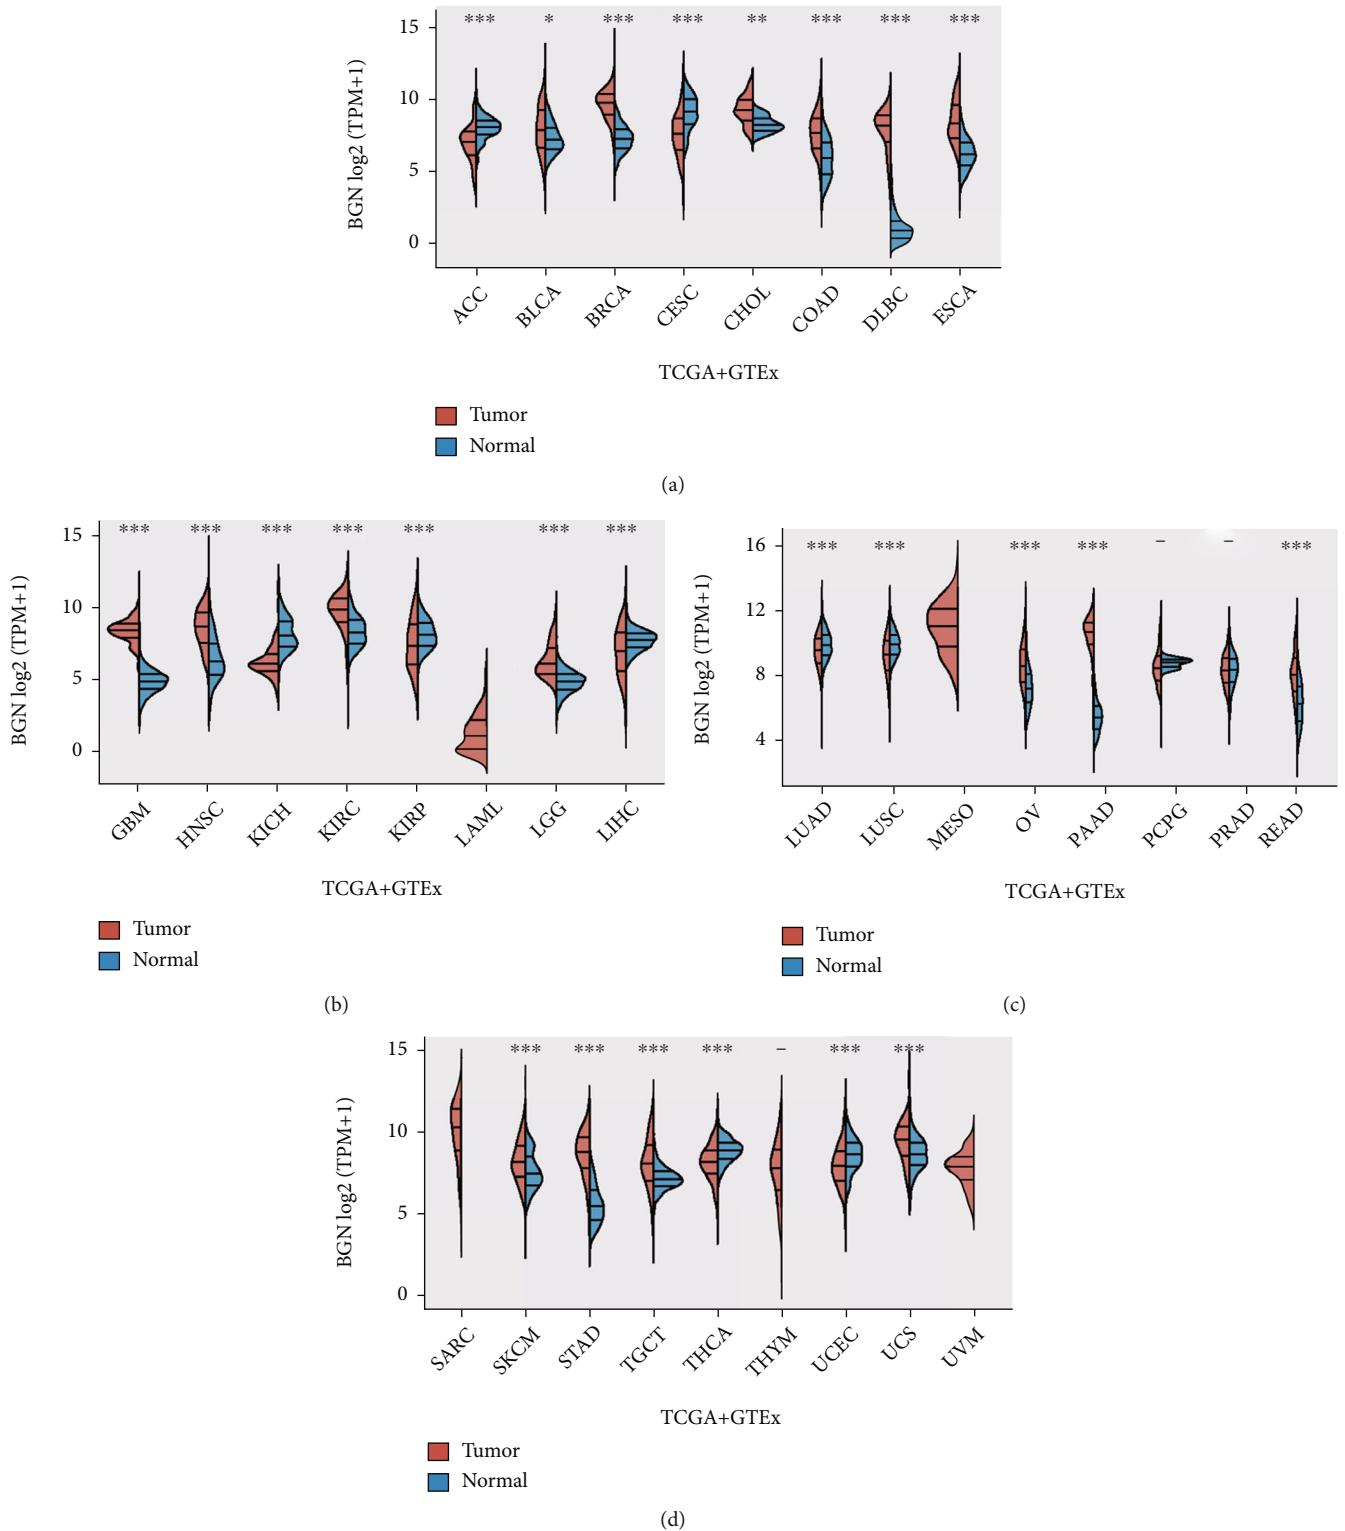 *** * *** *** ** *** *** ***
15
10
5
0
BGN log2 (TPM+1)
ACC BLCA BRCA CESC CHOL COAD DLBC ESCA
TCGA+GTEx
Tumor
Normal
(a)
*** *** *** *** *** *** ***
15
10
5
0
BGN log2 (TPM+1)
GBM HNSC KICH KIRC KIRP LAML LGG LIHC
TCGA+GTEx
Tumor
Normal
(b)
*** *** *** *** – – ***
16
12
8
4
BGN log2 (TPM+1)
LUAD LUSC MESO OV PAAD PCPG PRAD READ
TCGA+GTEx
Tumor
Normal
(c)
*** *** *** *** – *** ***
15
10
5
0
BGN log2 (TPM+1)
SARC SKCM STAD TGCT THCA THYM UCEC UCS UVM
TCGA+GTEx
Tumor
Normal
(d)